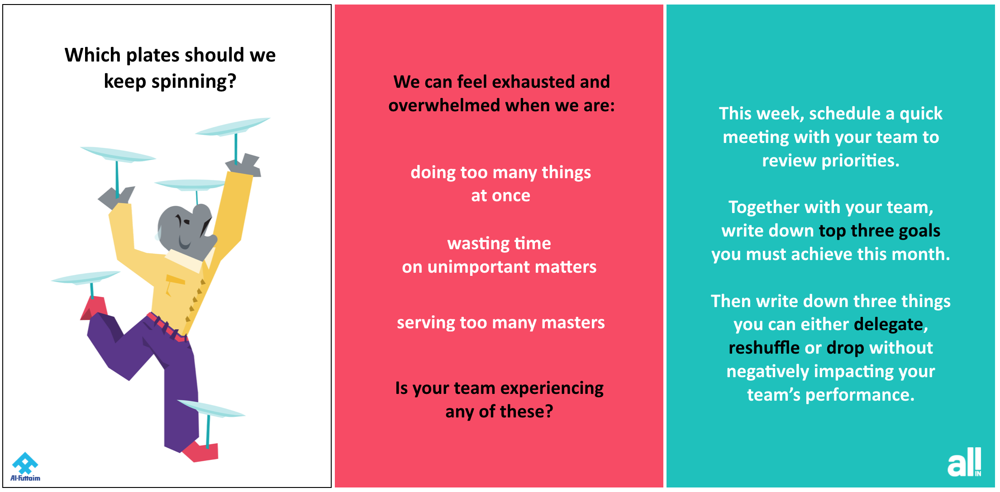 Which plates should we
keep spinning?
Al-Futtaim
We can feel exhausted and
overwhelmed when we are:
doing too many things
at once
wasting time
on unimportant matters
serving too many masters
Is your team experiencing
any of these?
This week, schedule a quick
meeting with your team to
review priorities.
Together with your team,
write down top three goals
you must achieve this month.
Then write down three things
you can either delegate,
reshuffle or drop without
negatively impacting your
team’s performance.
all IN